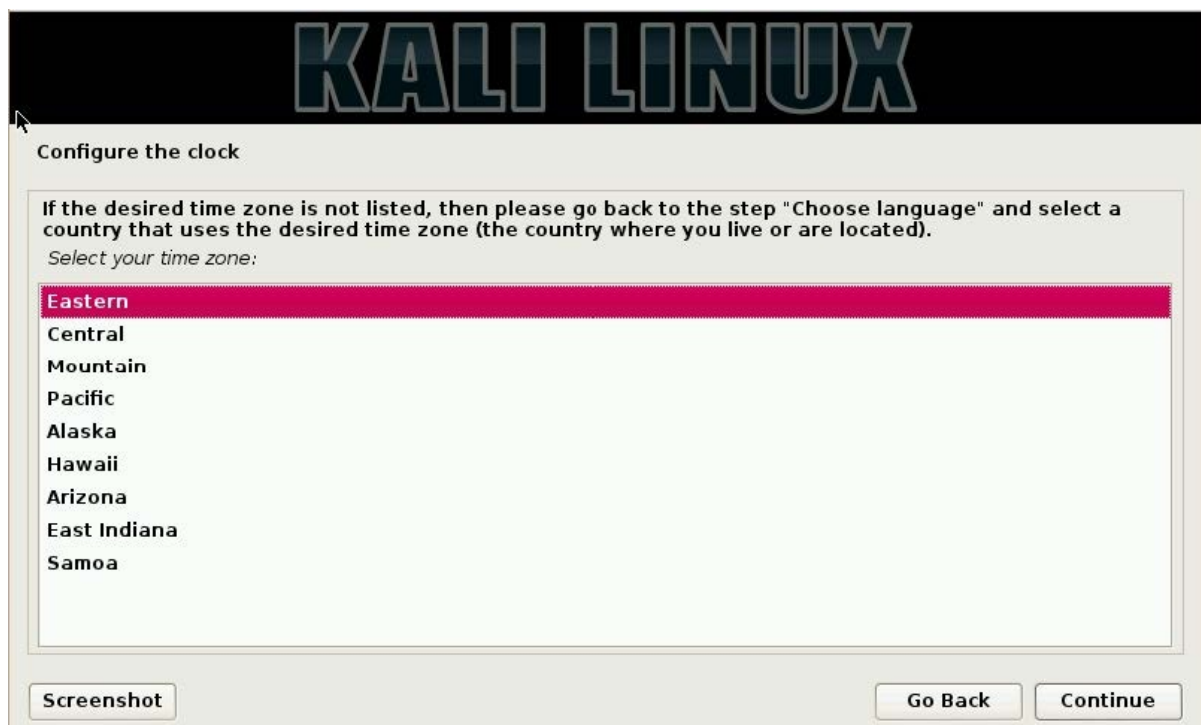 KALI LINUX
Configure the clock
If the desired time zone is not listed, then please go back to the step "Choose language" and select a
country that uses the desired time zone (the country where you live or are located).
Select your time zone:
Eastern
Central
Mountain
Pacific
Alaska
Hawaii
Arizona
East Indiana
Samoa
Screenshot
Go Back
Continue